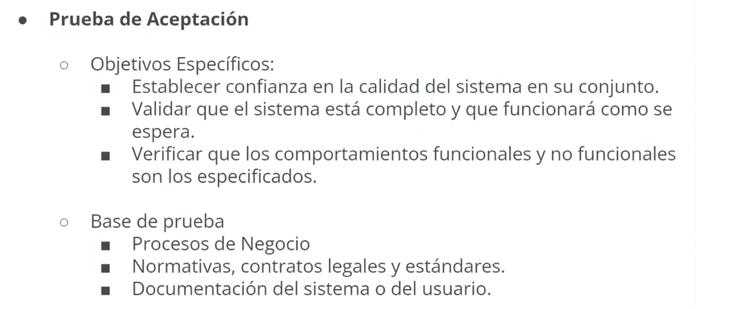 ● Prueba de Aceptación
○ Objetivos Específicos:
■ Establecer confianza en la calidad del sistema en su conjunto.
■ Validar que el sistema está completo y que funcionará como se
espera.
■ Verificar que los comportamientos funcionales y no funcionales
son los especificados.
○ Base de prueba
■ Procesos de Negocio
■ Normativas, contratos legales y estándares.
■ Documentación del sistema o del usuario.